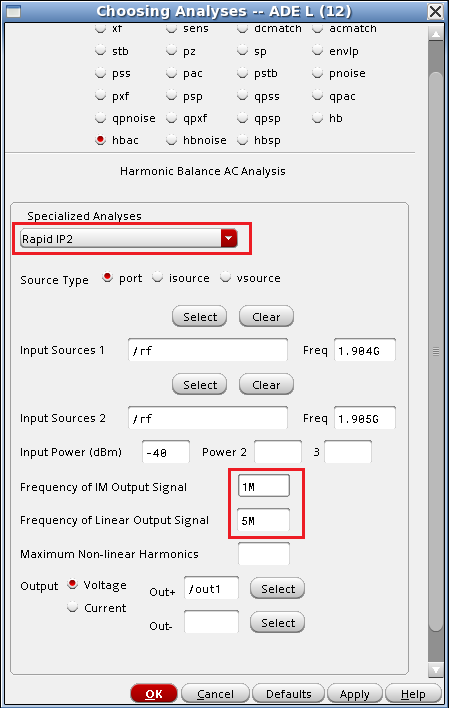 Choosing Analyses -- ADE L (12)
xf sens dcmatch acmatch
stb pz sp envlp
pss pac pstb pnoise
pxf psp qpss qpac
qpnoise qpxf qpsp hb
hbac hbnoise hbsp
Harmonic Balance AC Analysis
Specialized Analyses
Rapid IP2
Source Type port isource vsource
Select Clear
Input Sources 1 /rf Freq 1.904G
Select Clear
Input Sources 2 /rf Freq 1.905G
Input Power (dBm) -40 Power 2 3
Frequency of IM Output Signal 1M
Frequency of Linear Output Signal 5M
Maximum Non-linear Harmonics
Output Voltage Out+ /out1 Select
Current
Out- Select
OK Cancel Defaults Apply Help